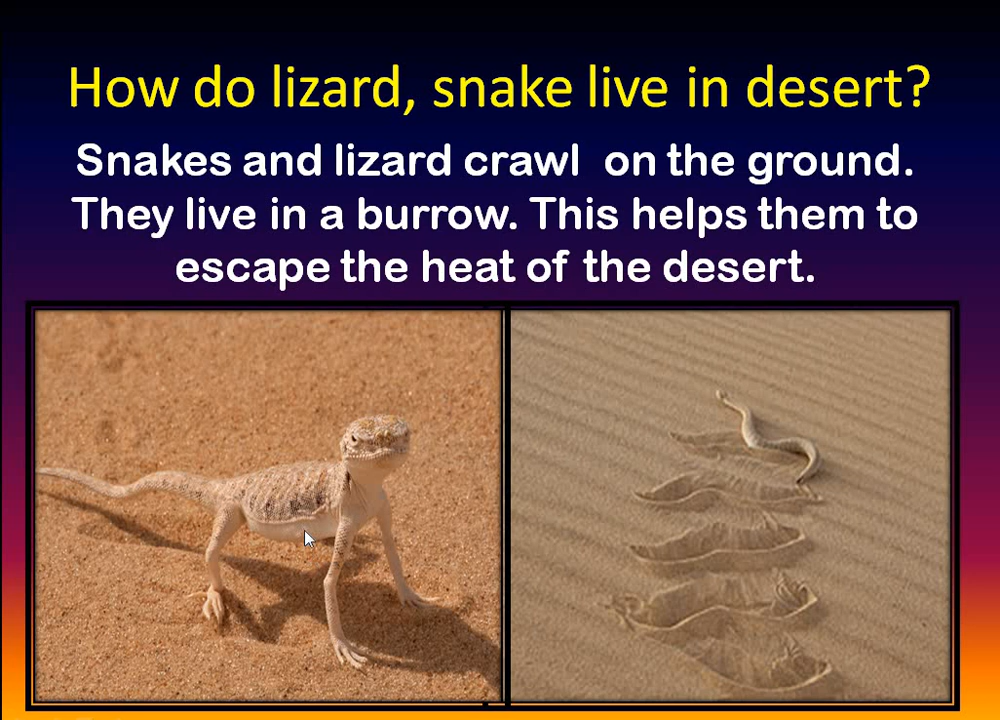 How do lizard, snake live in desert?
Snakes and lizard crawl on the ground.
They live in a burrow. This helps them to
escape the heat of the desert.